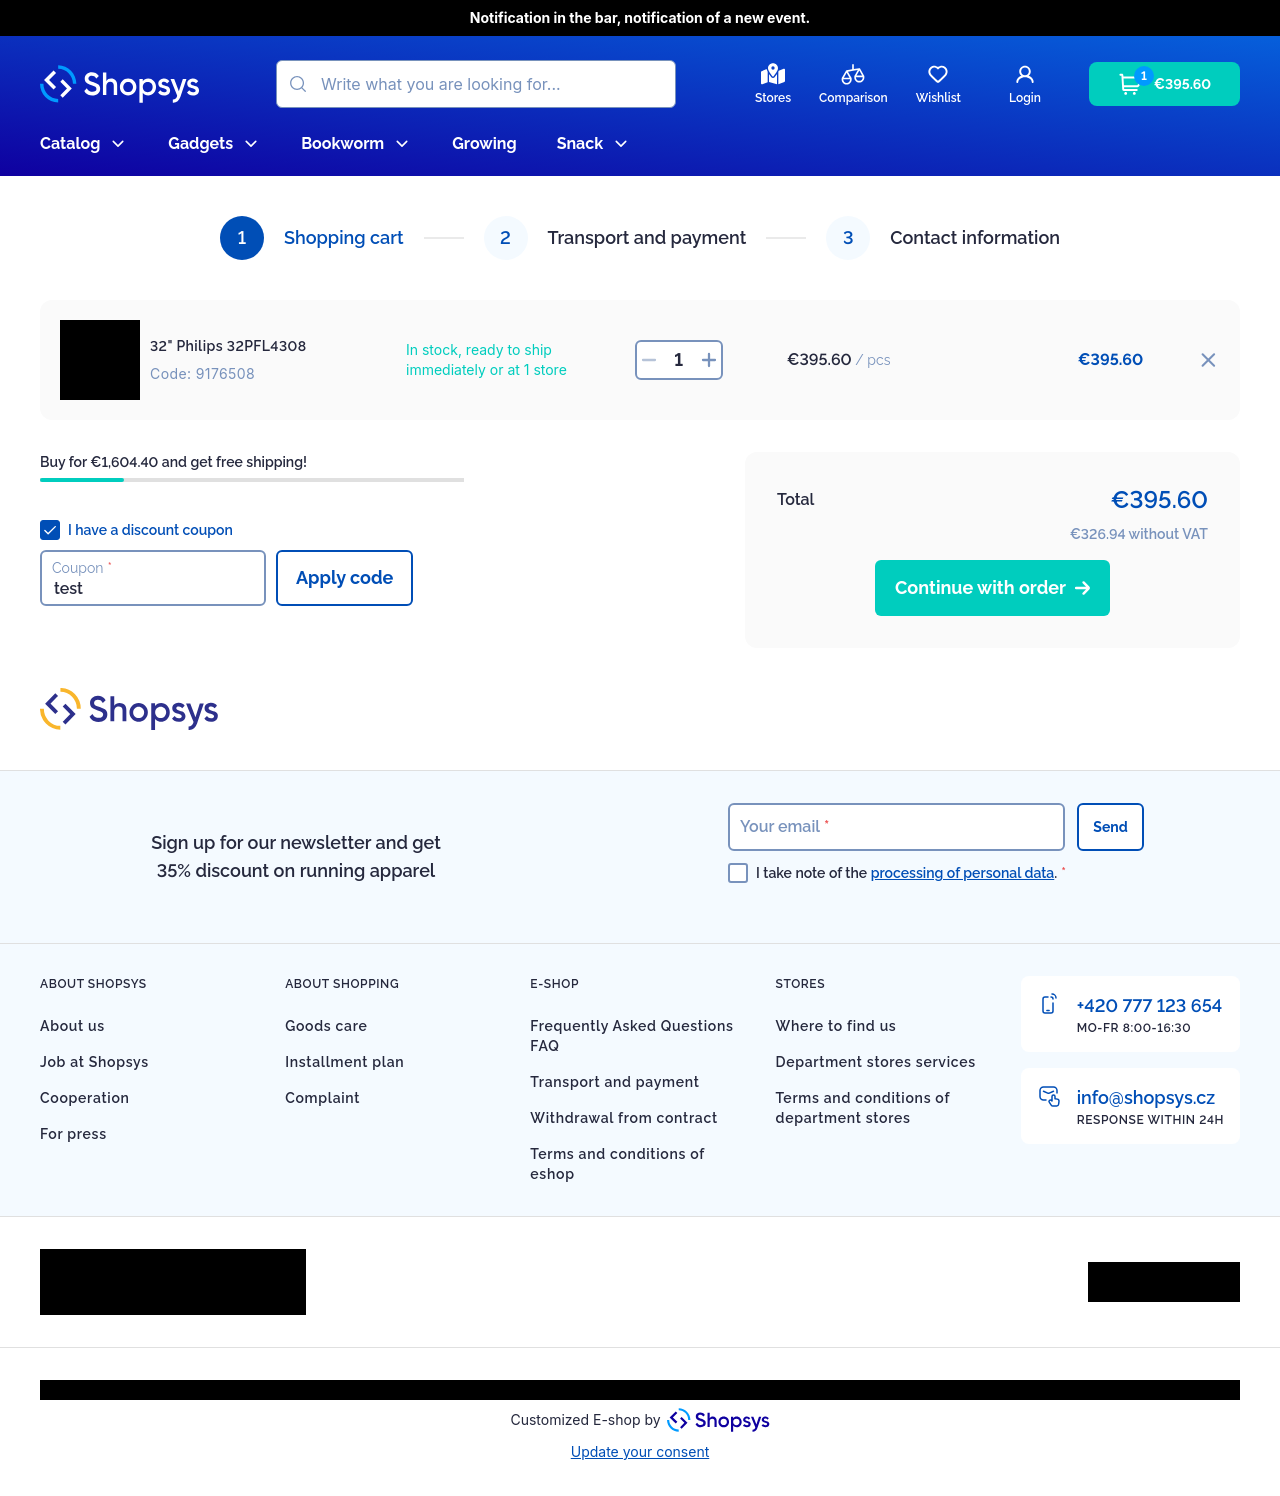 Notification in the bar, notification of a new event.
Shopsys
Write what you are looking for...
Stores
Comparison
Wishlist
Login
1
€395.60
Catalog
Gadgets
Bookworm
Growing
Snack
1 Shopping cart
2 Transport and payment
3 Contact information
32" Philips 32PFL4308
Code: 9176508
In stock, ready to ship
immediately or at 1 store
1
€395.60 / pcs
€395.60
Buy for €1,604.40 and get free shipping!
I have a discount coupon
Coupon *
test
Apply code
Total €395.60
€326.94 without VAT
Continue with order
Shopsys
Sign up for our newsletter and get
35% discount on running apparel
Your email *
Send
I take note of the processing of personal data. *
ABOUT SHOPSYS
About us
Job at Shopsys
Cooperation
For press
ABOUT SHOPPING
Goods care
Installment plan
Complaint
E-SHOP
Frequently Asked Questions
FAQ
Transport and payment
Withdrawal from contract
Terms and conditions of
eshop
STORES
Where to find us
Department stores services
Terms and conditions of
department stores
+420 777 123 654
MO-FR 8:00-16:30
info@shopsys.cz
RESPONSE WITHIN 24H
Customized E-shop by Shopsys
Update your consent